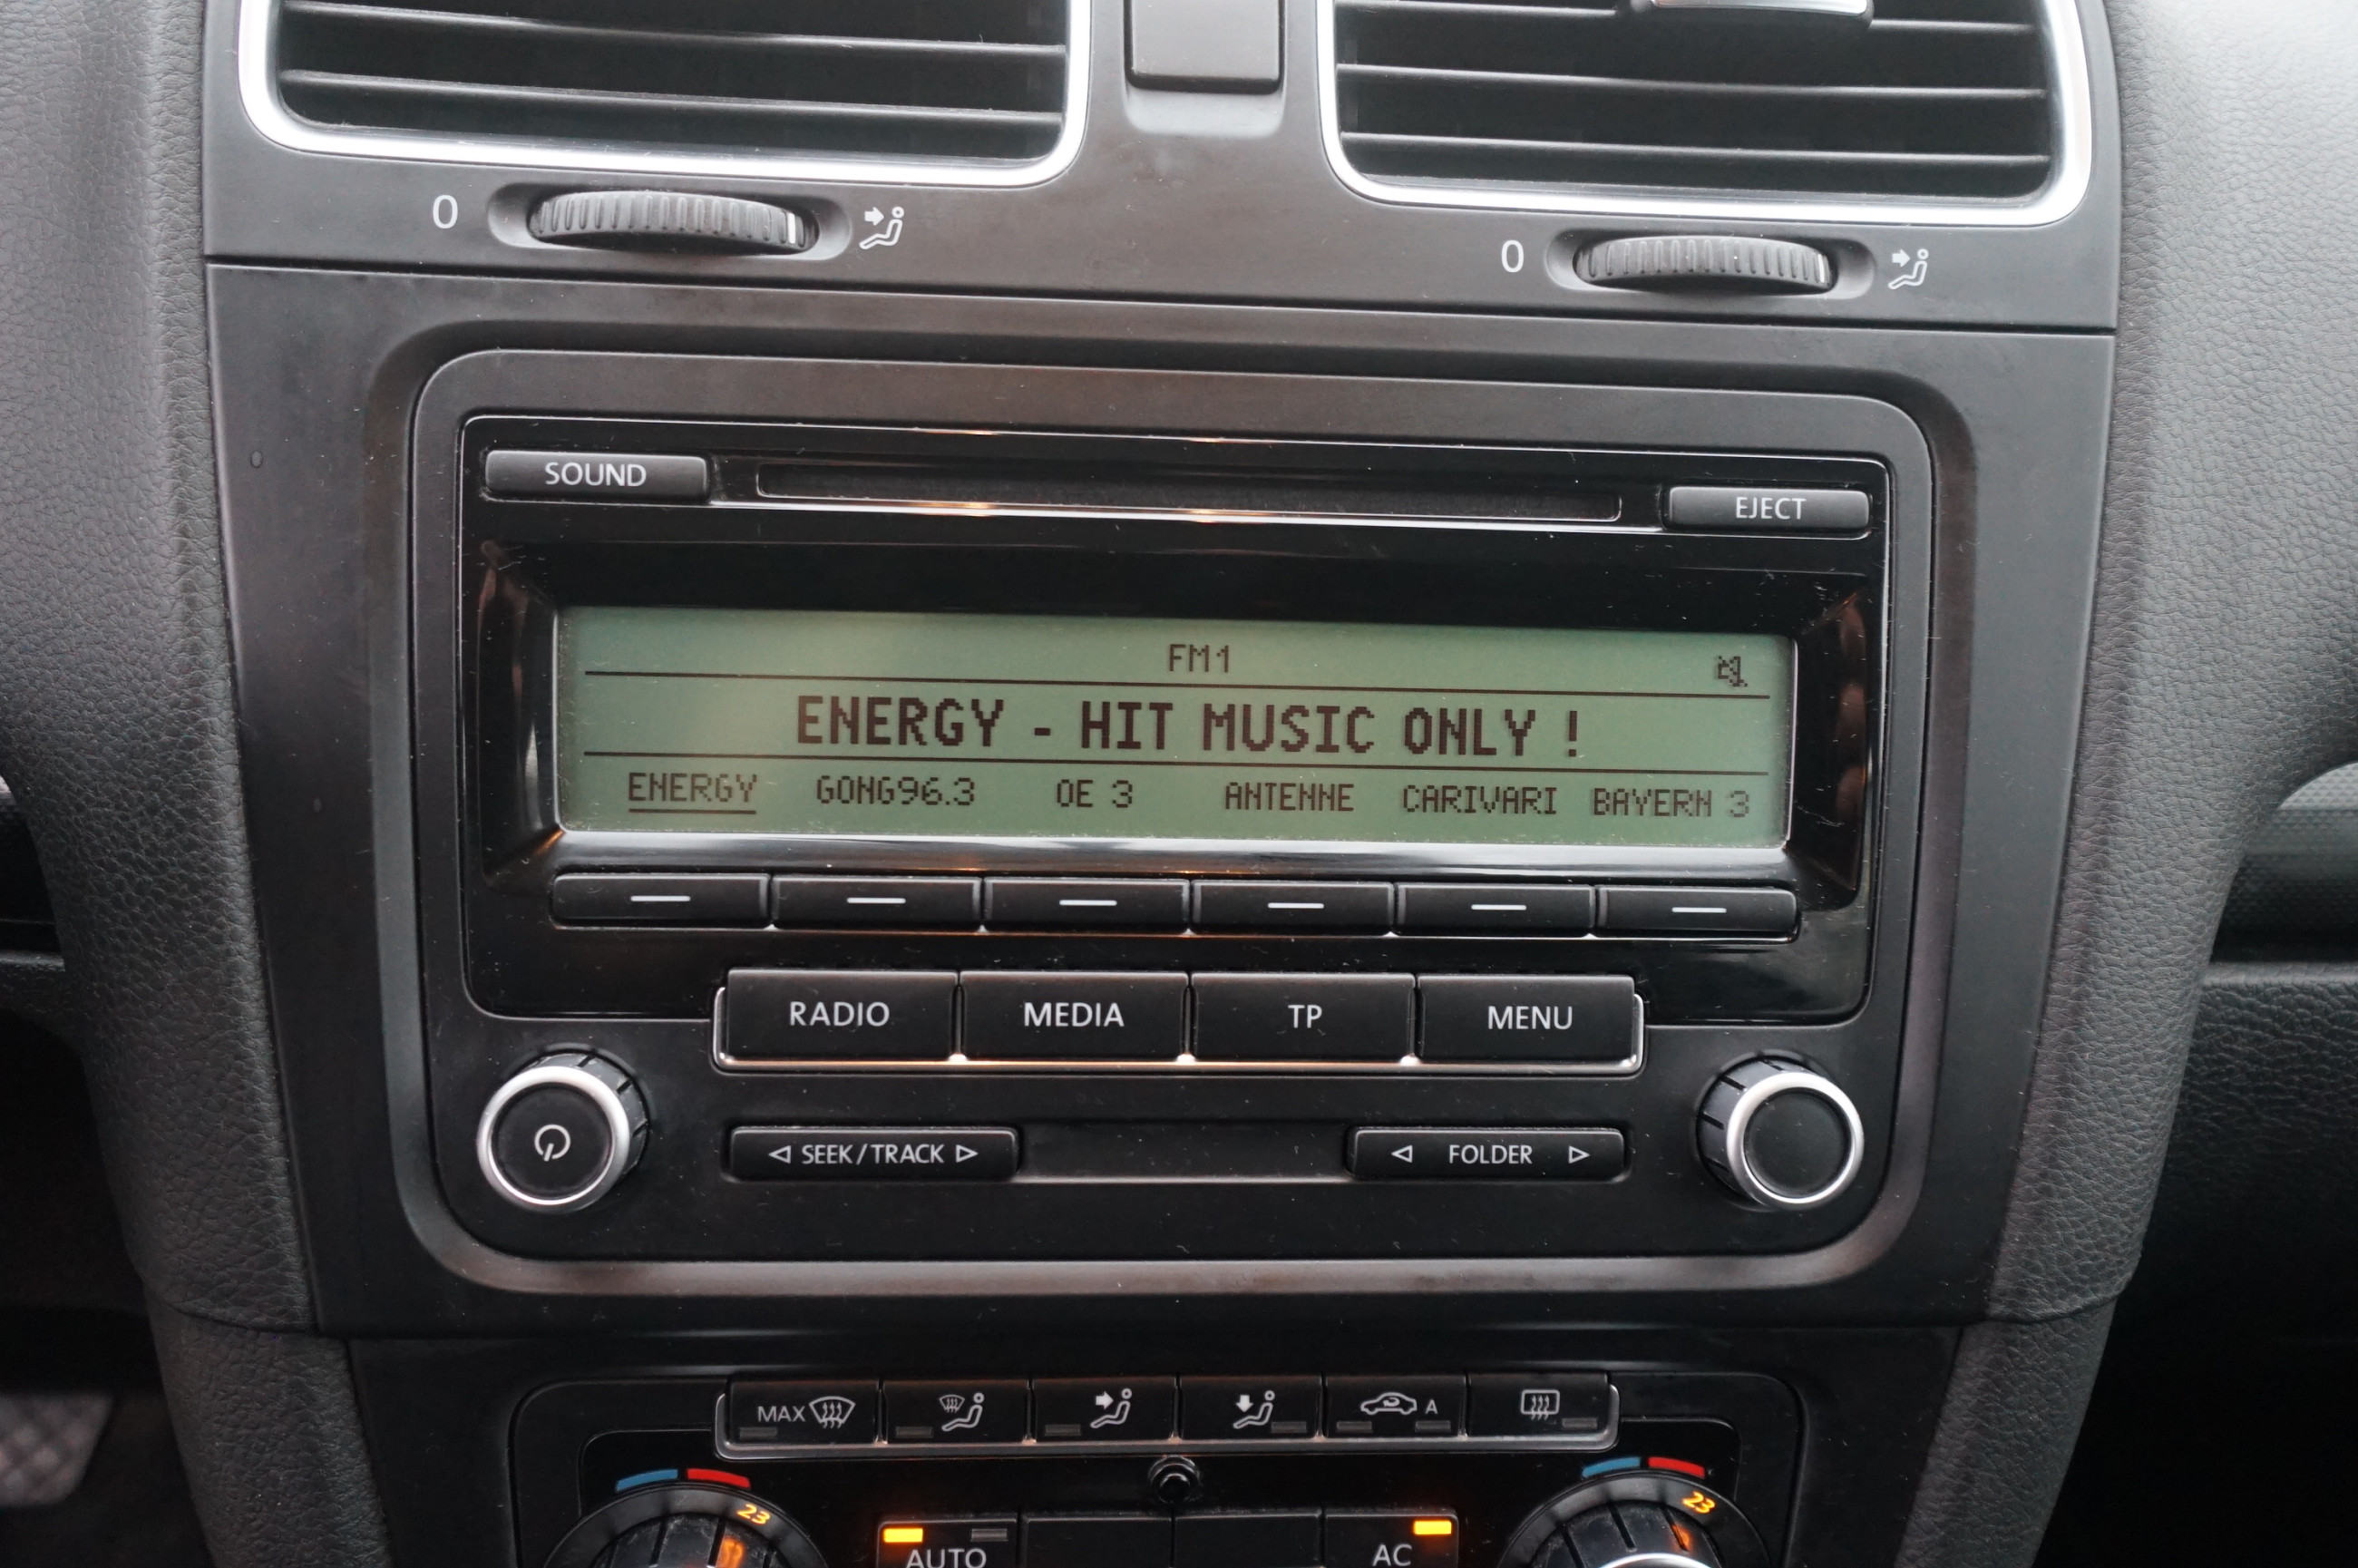 0
0
SOUND
EJECT
FM1
ENERGY - HIT MUSIC ONLY !
ENERGY GONG96.3 OE 3 ANTENNE CARIVARI BAYERN 3
RADIO MEDIA TP MENU
SEEK/TRACK FOLDER
MAX A
23 23
AUTO AC